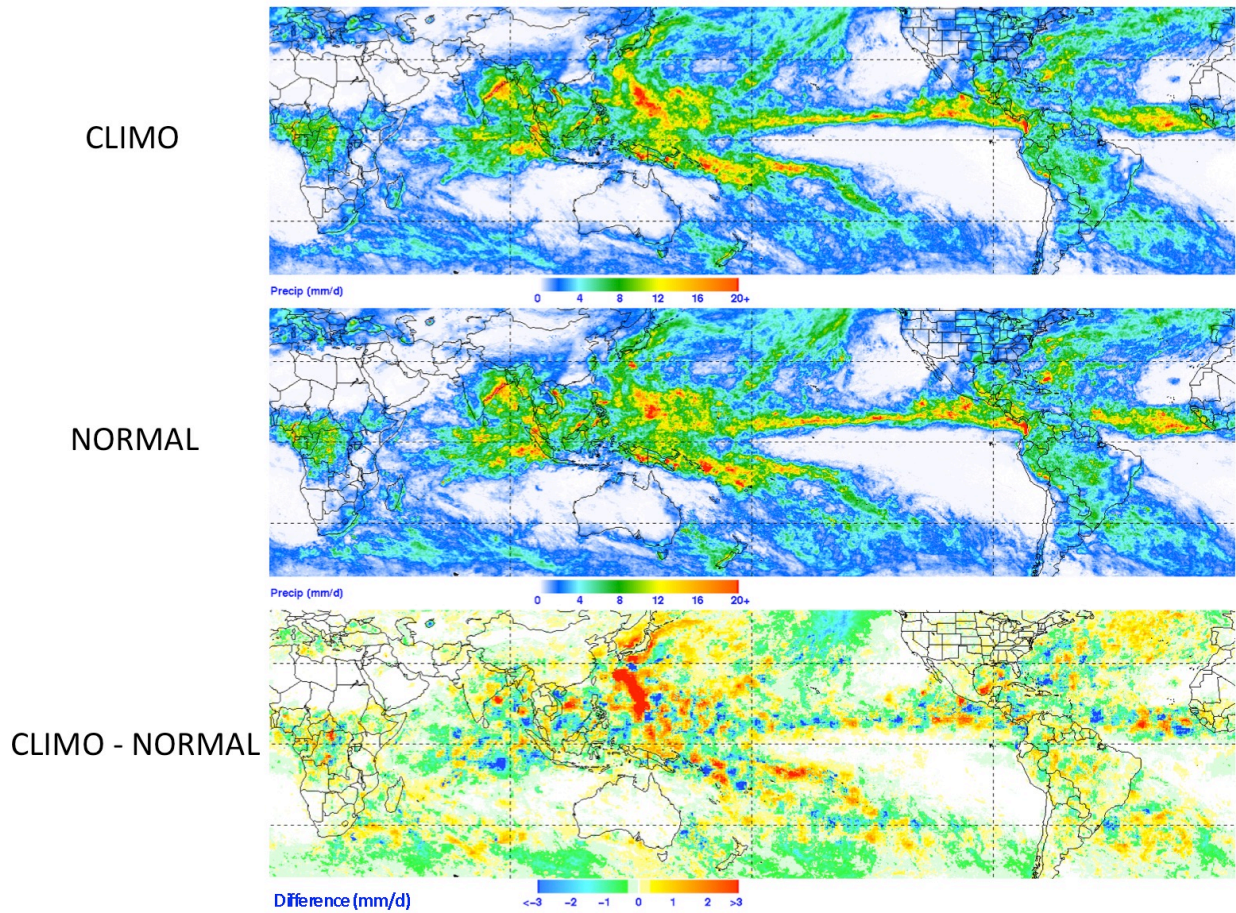 CLIMO
Precip (mm/d)
0 4 8 12 16 20+
NORMAL
Precip (mm/d)
0 4 8 12 16 20+
CLIMO - NORMAL
Difference (mm/d)
<-3 -2 -1 0 1 2 >3